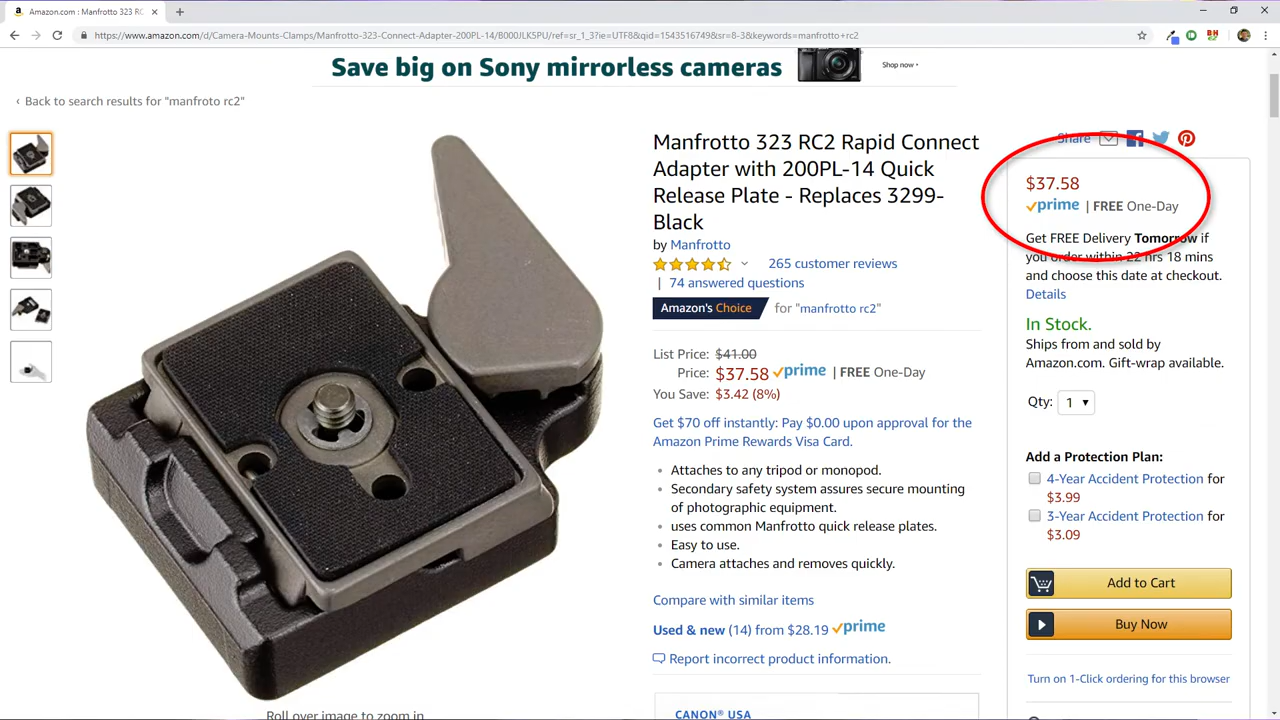 Amazon.com : Manfrotto 323 RC
https://www.amazon.com/d/Camera-Mounts-Clamps/Manfrotto-323-Connect-Adapter-200PL-14/B000JLK5PU/ref=sr_1_3?ie=UTF8&qid=1543516749&sr=8-3&keywords=manfrotto+rc2
Save big on Sony mirrorless cameras
Shop now ›
‹ Back to search results for "manfroto rc2"
Manfrotto 323 RC2 Rapid Connect
Adapter with 200PL-14 Quick
Release Plate - Replaces 3299-
Black
by Manfrotto
265 customer reviews
| 74 answered questions
Amazon's Choice for "manfrotto rc2"
List Price: $41.00
Price: $37.58 prime | FREE One-Day
You Save: $3.42 (8%)
Get $70 off instantly: Pay $0.00 upon approval for the
Amazon Prime Rewards Visa Card.
• Attaches to any tripod or monopod.
• Secondary safety system assures secure mounting
of photographic equipment.
• uses common Manfrotto quick release plates.
• Easy to use.
• Camera attaches and removes quickly.
Compare with similar items
Used & new (14) from $28.19 prime
Report incorrect product information.
CANON® USA
Roll over image to zoom in
Share
$37.58
prime | FREE One-Day
Get FREE Delivery Tomorrow if
you order within 22 hrs 18 mins
and choose this date at checkout.
Details
In Stock.
Ships from and sold by
Amazon.com. Gift-wrap available.
Qty: 1
Add a Protection Plan:
4-Year Accident Protection for
$3.99
3-Year Accident Protection for
$3.09
Add to Cart
Buy Now
Turn on 1-Click ordering for this browser